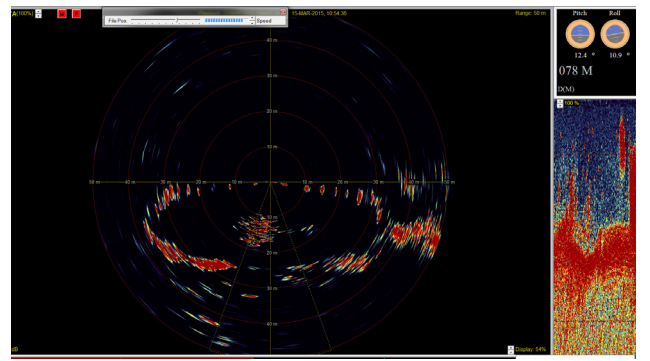 A(100%)
File Pos:
Speed
15-MAR-2015, 10:54:36
Range: 50 m
40 m
30 m
20 m
10 m
50 m
40 m
30 m
20 m
10 m
10 m
20 m
30 m
40 m
50 m
10 m
20 m
30 m
40 m
dB
Display: 54%
Pitch
Roll
12.4 °
10.9 °
078 M
D(M)
100 %